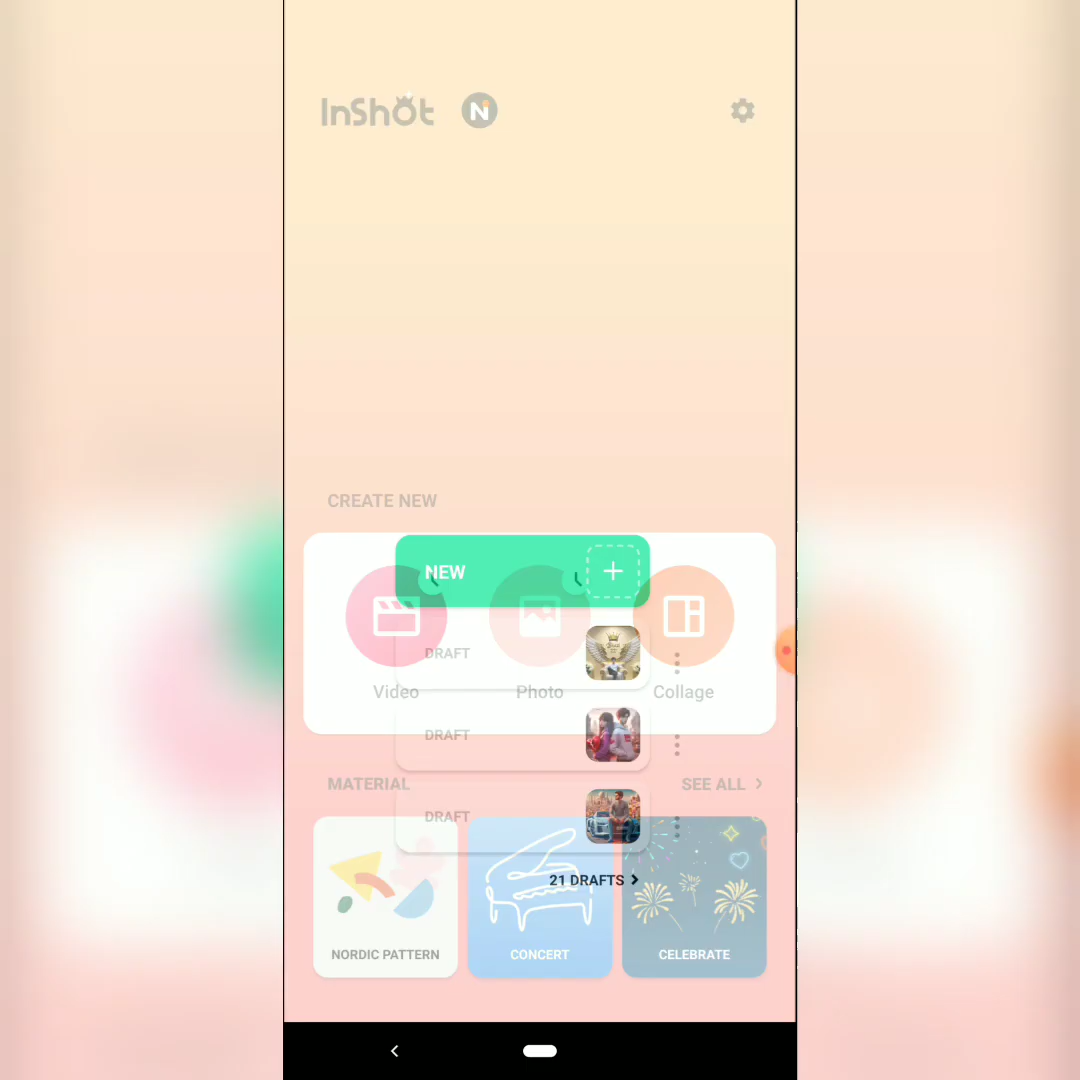 InShot N
CREATE NEW
NEW
DRAFT
Video Photo Collage
DRAFT
MATERIAL SEE ALL
DRAFT
21 DRAFTS
NORDIC PATTERN CONCERT CELEBRATE